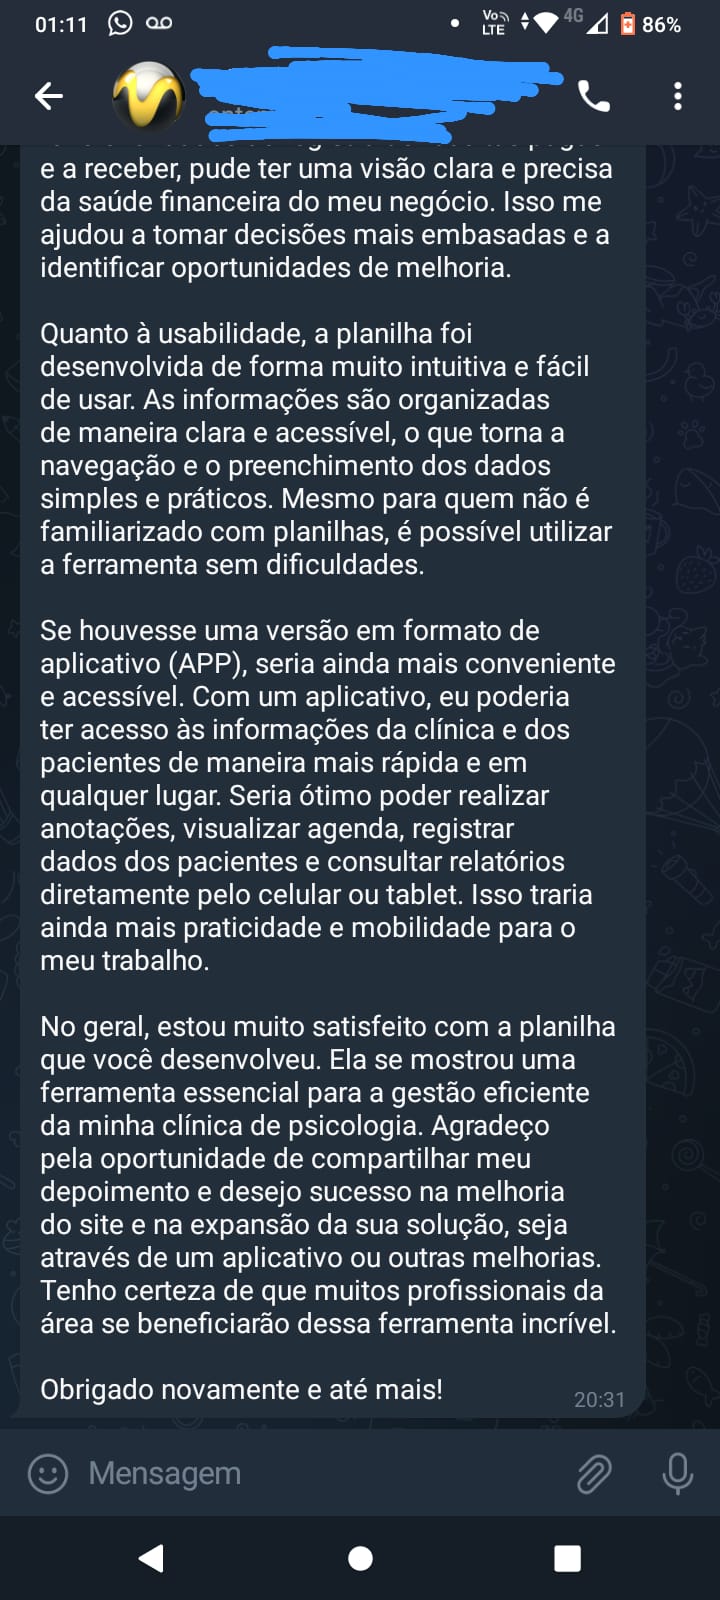 01:11
Vo
LTE
4G
86%
e a receber, pude ter uma visão clara e precisa
da saúde financeira do meu negócio. Isso me
ajudou a tomar decisões mais embasadas e a
identificar oportunidades de melhoria.
Quanto à usabilidade, a planilha foi
desenvolvida de forma muito intuitiva e fácil
de usar. As informações são organizadas
de maneira clara e acessível, o que torna a
navegação e o preenchimento dos dados
simples e práticos. Mesmo para quem não é
familiarizado com planilhas, é possível utilizar
a ferramenta sem dificuldades.
Se houvesse uma versão em formato de
aplicativo (APP), seria ainda mais conveniente
e acessível. Com um aplicativo, eu poderia
ter acesso às informações da clínica e dos
pacientes de maneira mais rápida e em
qualquer lugar. Seria ótimo poder realizar
anotações, visualizar agenda, registrar
dados dos pacientes e consultar relatórios
diretamente pelo celular ou tablet. Isso traria
ainda mais praticidade e mobilidade para o
meu trabalho.
No geral, estou muito satisfeito com a planilha
que você desenvolveu. Ela se mostrou uma
ferramenta essencial para a gestão eficiente
da minha clínica de psicologia. Agradeço
pela oportunidade de compartilhar meu
depoimento e desejo sucesso na melhoria
do site e na expansão da sua solução, seja
através de um aplicativo ou outras melhorias.
Tenho certeza de que muitos profissionais da
área se beneficiarão dessa ferramenta incrível.
Obrigado novamente e até mais!
20:31
Mensagem